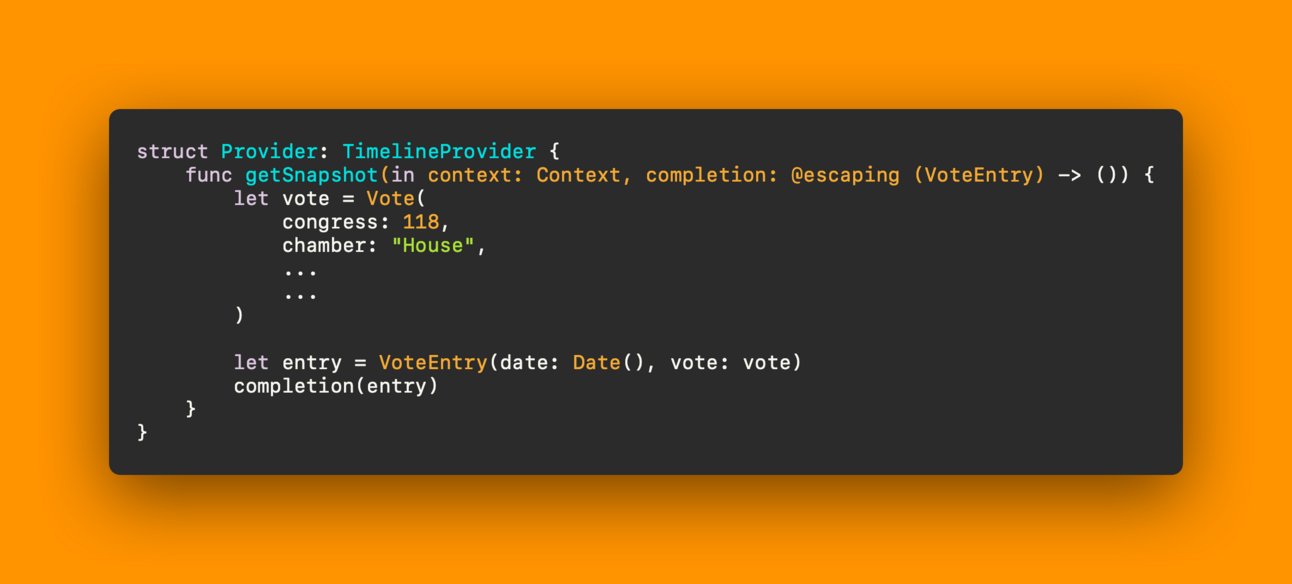 struct Provider: TimelineProvider {
    func getSnapshot(in context: Context, completion: @escaping (VoteEntry) -> ()) {
        let vote = Vote(
            congress: 118,
            chamber: "House",
            ...
            ...
        )

        let entry = VoteEntry(date: Date(), vote: vote)
        completion(entry)
    }
}